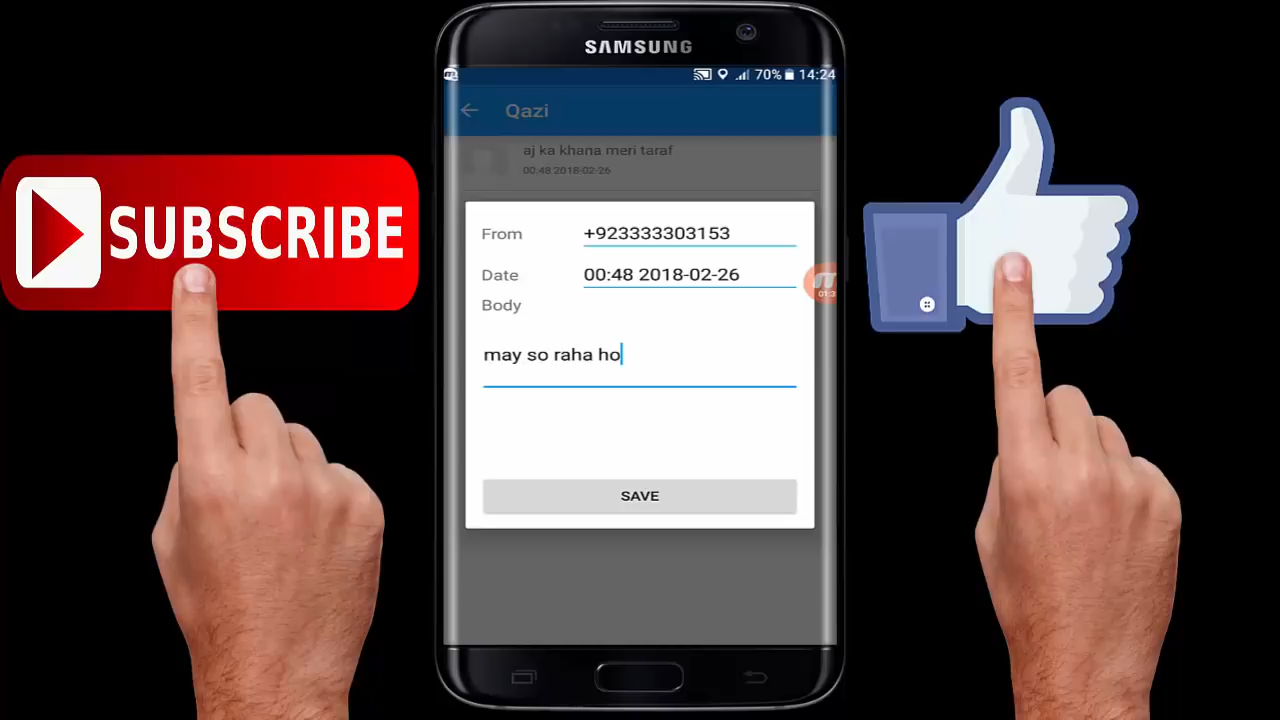 SAMSUNG
70% 14:24
Qazi
aj ka khana meri taraf
00:48 2018-02-26
SUBSCRIBE
From +923333303153
Date 00:48 2018-02-26
Body
may so raha ho
SAVE